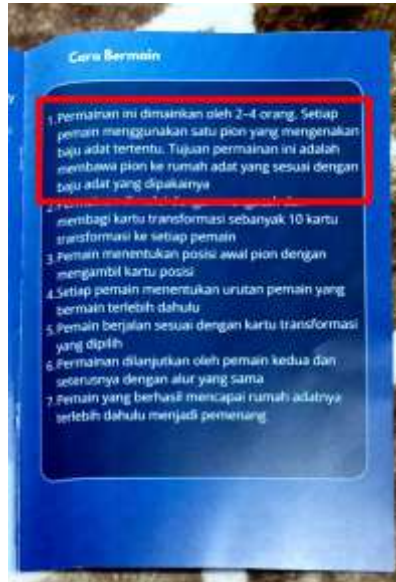 Cara Bermain
1. Permainan ini dimainkan oleh 2-4 orang. Setiap
pemain menggunakan satu pion yang mengenakan
baju adat tertentu. Tujuan permainan ini adalah
membawa pion ke rumah adat yang sesuai dengan
baju adat yang dipakainya
2. Permainan
membagi kartu transformasi sebanyak 10 kartu
transformasi ke setiap pemain
3. Pemain menentukan posisi awal pion dengan
mengambil kartu posisi
4. Setiap pemain menentukan urutan pemain yang
bermain terlebih dahulu
5. Pemain berjalan sesuai dengan kartu transformasi
yang dipilih
6. Permainan dilanjutkan oleh pemain kedua dan
seterusnya dengan alur yang sama
7. Pemain yang berhasil mencapai rumah adatnya
terlebih dahulu menjadi pemenang